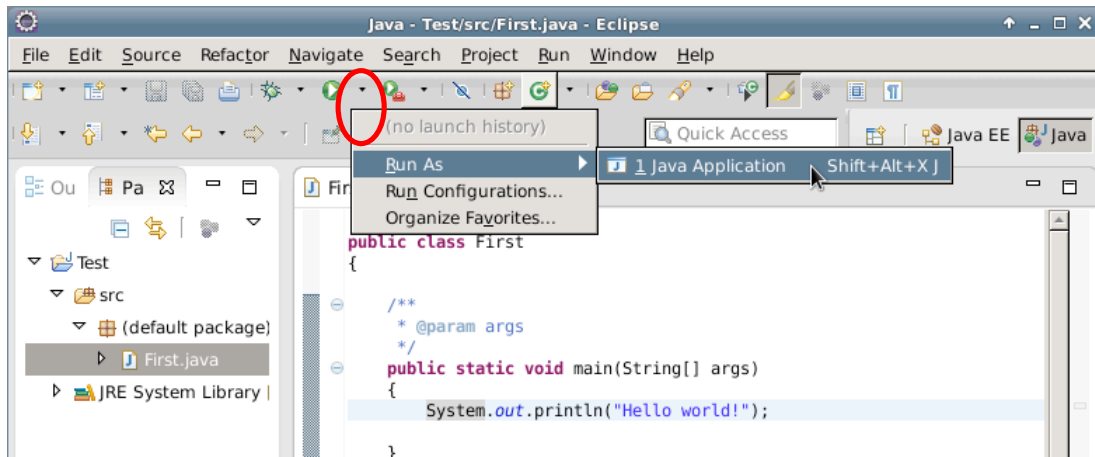 Java - Test/src/First.java - Eclipse
File Edit Source Refactor Navigate Search Project Run Window Help
(no launch history)
Quick Access
Java EE
Java
Run As
1 Java Application Shift+Alt+X J
Run Configurations...
Organize Favorites...
Ou
Pa
Fir
public class First
{
/**
* @param args
*/
public static void main(String[] args)
{
System.out.println("Hello world!");
}
Test
src
(default package)
First.java
JRE System Library